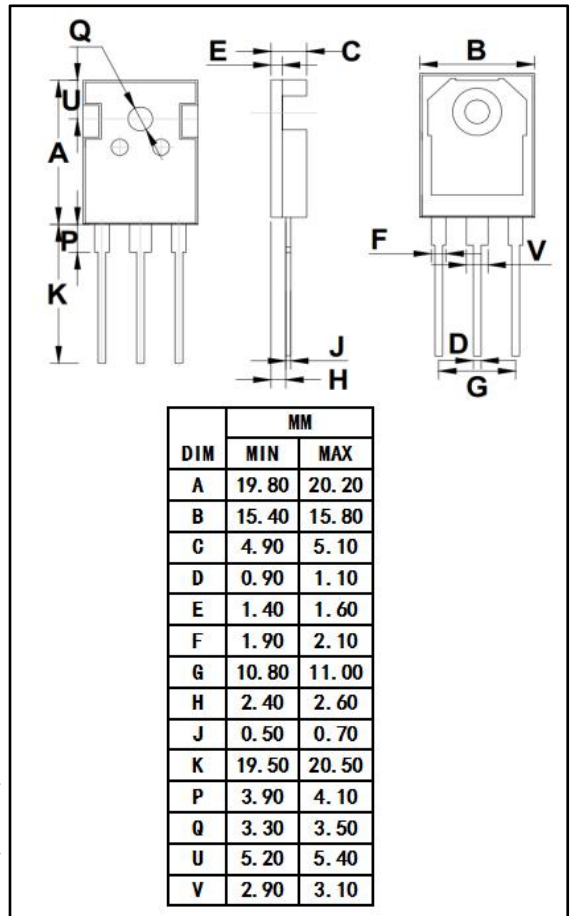 Q
E C B
U
A
P
K
F V
J
D
H
G
MM
DIM MIN MAX
A 19.80 20.20
B 15.40 15.80
C 4.90 5.10
D 0.90 1.10
E 1.40 1.60
F 1.90 2.10
G 10.80 11.00
H 2.40 2.60
J 0.50 0.70
K 19.50 20.50
P 3.90 4.10
Q 3.30 3.50
U 5.20 5.40
V 2.90 3.10